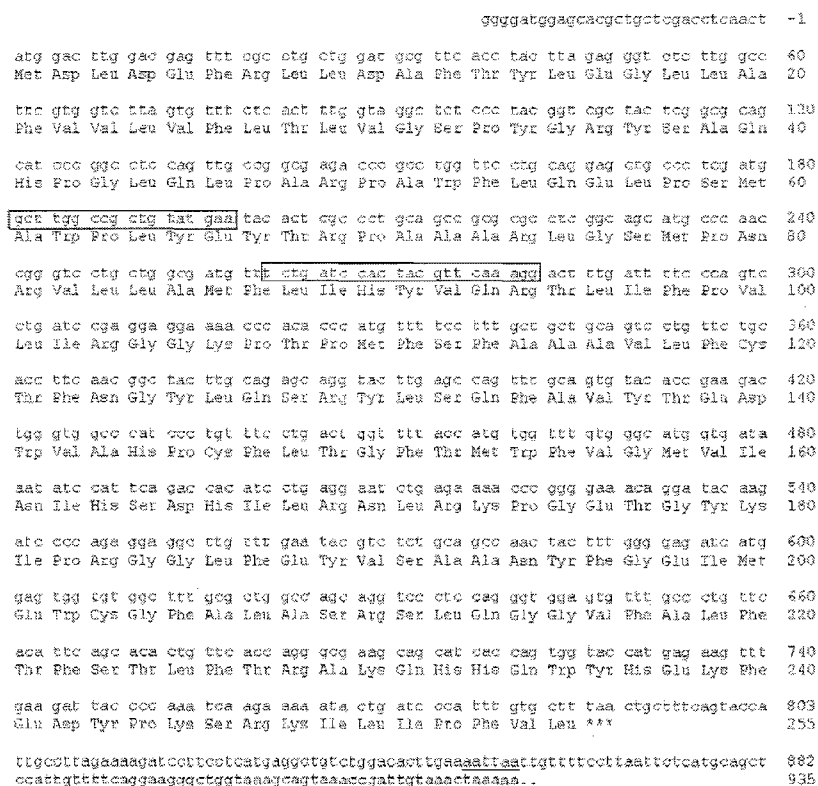 ggggatggagcacgctgctcgacctcaact -1
atg gac ttg gac gag ttt cgc ctg ctg gat gcg ttc acc tac tta gag ggt ctc ttg gcc 60
Met Asp Leu Asp Glu Phe Arg Leu Leu Asp Ala Phe Thr Tyr Leu Glu Gly Leu Leu Ala 20
ttc gtg gtc tta gtg ttt ctc act ttg gta ggc tct ccc tac ggt cgc tac tcg gcg cag 120
Phe Val Val Leu Val Phe Leu Thr Leu Val Gly Ser Pro Tyr Gly Arg Tyr Ser Ala Gln 40
cat ccc ggc ctc cag ttg ccg gcg aga ccc gcc tgg ttc ctg cag gag ctg ccc tcg atg 180
His Pro Gly Leu Gln Leu Pro Ala Arg Pro Ala Trp Phe Leu Gln Glu Leu Pro Ser Met 60
gct tgg ccg ctg tat gaa tac act cgc cct gca gcc gcg cgc ctc ggc agc atg ccc aac 240
Ala Trp Pro Leu Tyr Glu Tyr Thr Arg Pro Ala Ala Ala Arg Leu Gly Ser Met Pro Asn 80
cgg gtc ctg ctg gcg atg ttt ctg atc cac tac gtt caa agg act ttg att ttc cca gtc 300
Arg Val Leu Leu Ala Met Phe Leu Ile His Tyr Val Gln Arg Thr Leu Ile Phe Pro Val 100
ctg atc cga gga gga aaa ccc aca ccc atg ttt tcc ttt gct gct gca gtc ctg ttc tgc 360
Leu Ile Arg Gly Gly Lys Pro Thr Pro Met Phe Ser Phe Ala Ala Ala Val Leu Phe Cys 120
acc ttc aac ggc tac ttg cag agc agg tac ttg agc cag ttt gca gtg tac acc gaa gac 420
Thr Phe Asn Gly Tyr Leu Gln Ser Arg Tyr Leu Ser Gln Phe Ala Val Tyr Thr Glu Asp 140
tgg gtg gcc cat ccc tgt ttc ctg act ggt ttt acc atg tgg ttt gtg ggc atg gtg ata 480
Trp Val Ala His Pro Cys Phe Leu Thr Gly Phe Thr Met Trp Phe Val Gly Met Val Ile 160
aat atc cat tca gac cac atc ctg agg aat ctg aga aaa ccc ggg gaa aca gga tac aag 540
Asn Ile His Ser Asp His Ile Leu Arg Asn Leu Arg Lys Pro Gly Glu Thr Gly Tyr Lys 180
atc ccc aga gga ggc ttg ttt gaa tac gtc tct gca gcc aac tac ttt ggg gag atc atg 600
Ile Pro Arg Gly Gly Leu Phe Glu Tyr Val Ser Ala Ala Asn Tyr Phe Gly Glu Ile Met 200
gag tgg tgt ggc ttt gcg ctg gcc agc agg tcc ctc cag ggt gga gtg ttt gcc ctg ttc 660
Glu Trp Cys Gly Phe Ala Leu Ala Ser Arg Ser Leu Gln Gly Gly Val Phe Ala Leu Phe 220
aca ttc agc aca ctg ttc acc agg gcg aag cag cat cac cag tgg tac cat gag aag ttt 740
Thr Phe Ser Thr Leu Phe Thr Arg Ala Lys Gln His His Gln Trp Tyr His Glu Lys Phe 240
gaa gat tac ccc aaa tca aga aaa ata ctg atc cca ttt gtg ctt taa ctgctttcagtacca 803
Glu Asp Tyr Pro Lys Ser Arg Lys Ile Leu Ile Pro Phe Val Leu *** 255
ttgccttagaaaagatccttcctcatgaggctgtctggacacttgaaaattaattgttttccttaattctcatgcagct 882
ccattgttttcaggaagggctggtaaagcagtaaaccgattgtaaactaaaaa.. 935